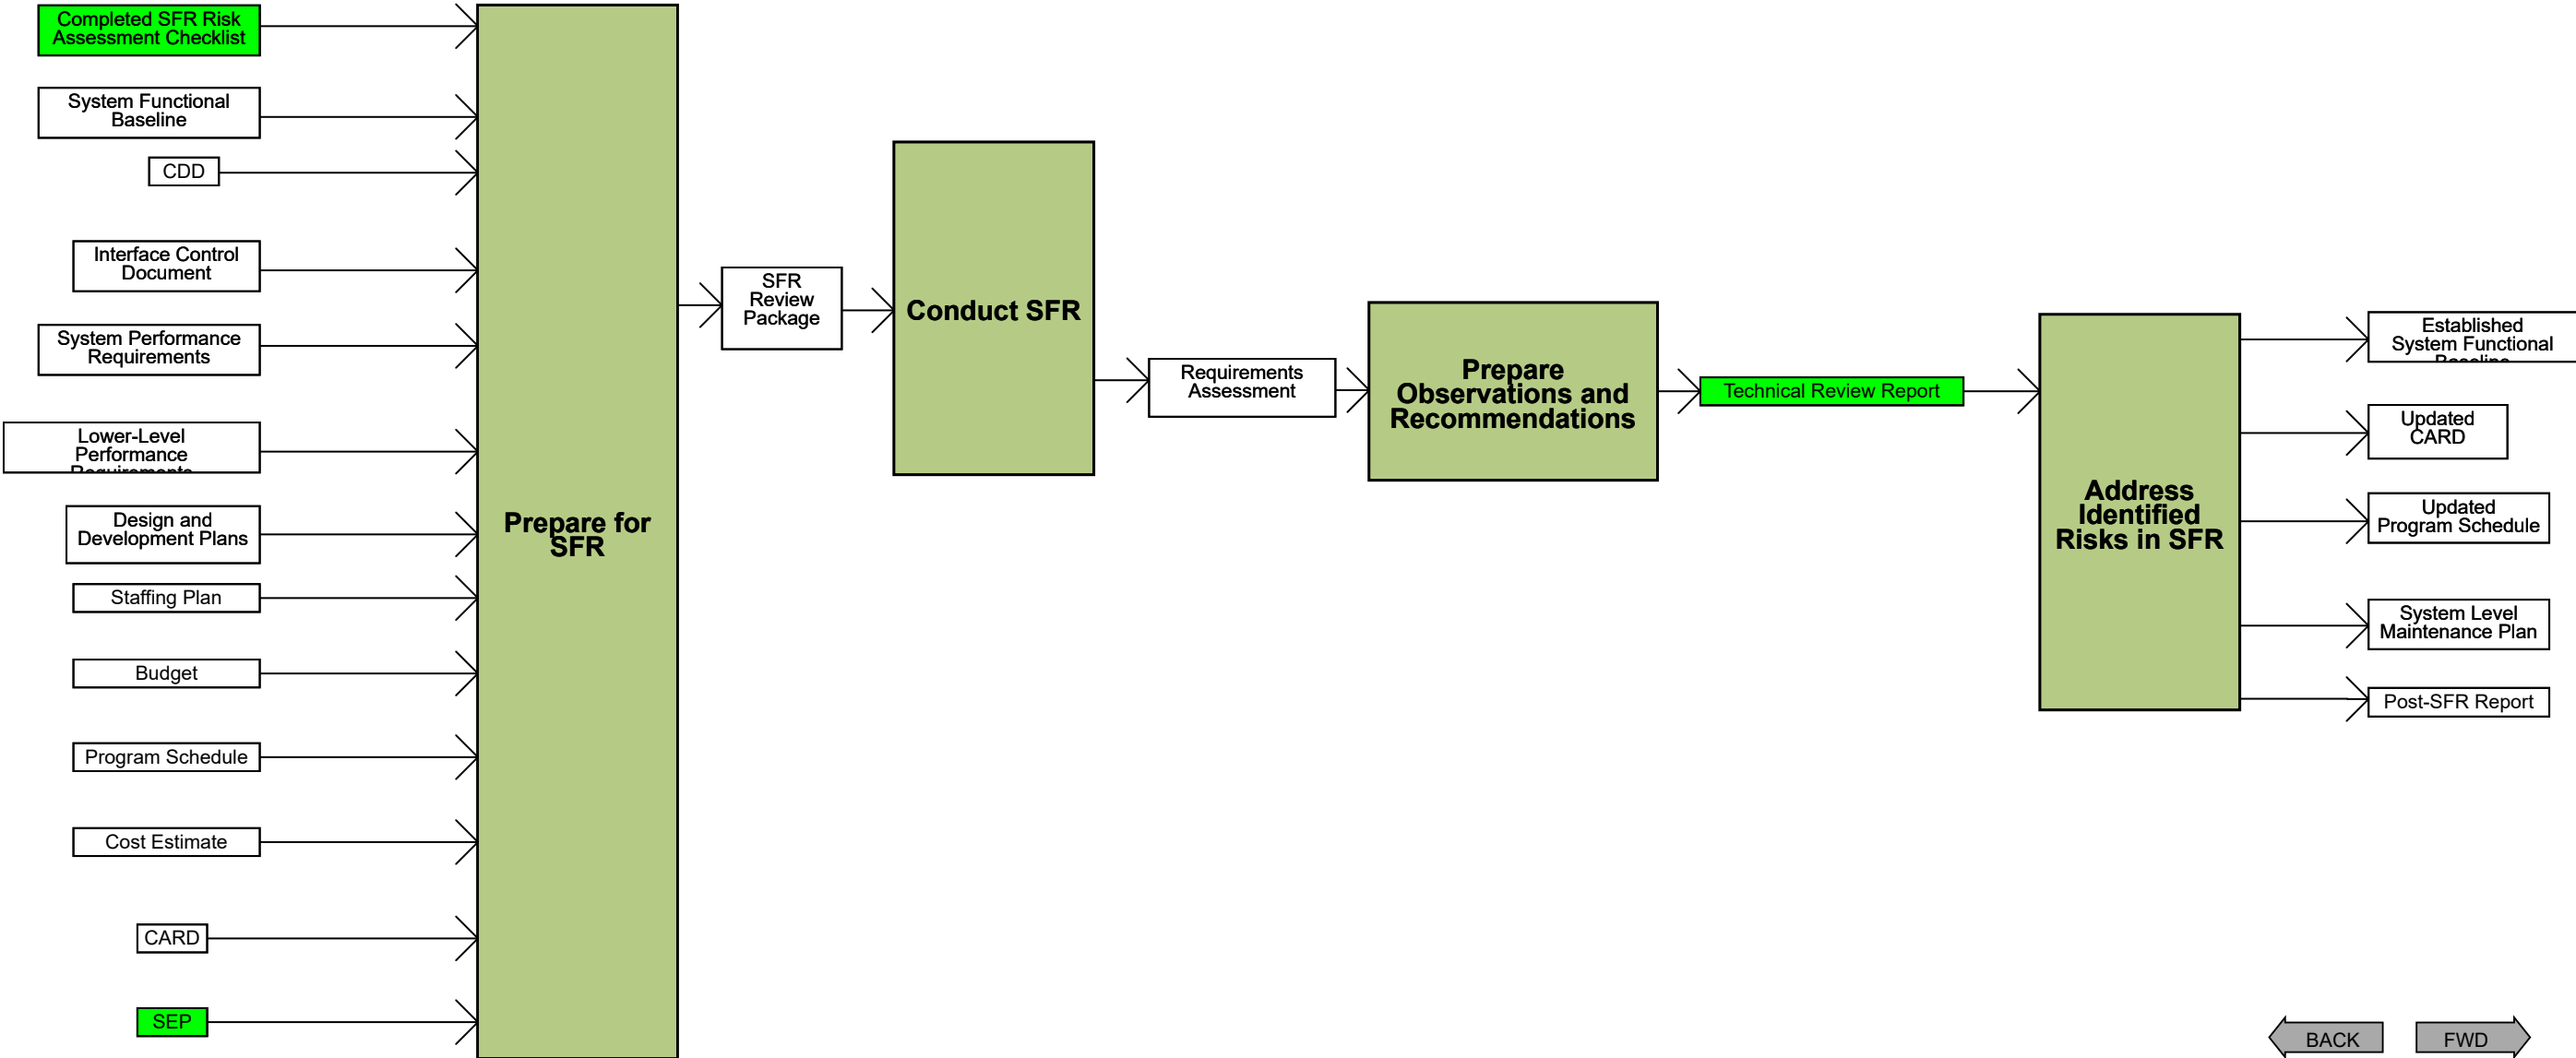 Completed SFR Risk
Assessment Checklist
System Functional
Baseline
CDD
Interface Control
Document
System Performance
Requirements
Lower-Level
Performance
Requirements
Design and
Development Plans
Staffing Plan
Budget
Program Schedule
Cost Estimate
CARD
SEP
Prepare for
SFR
SFR
Review
Package
Conduct SFR
Requirements
Assessment
Prepare
Observations and
Recommendations
Technical Review Report
Address
Identified
Risks in SFR
Established
System Functional
Baseline
Updated
CARD
Updated
Program Schedule
System Level
Maintenance Plan
Post-SFR Report
BACK
FWD